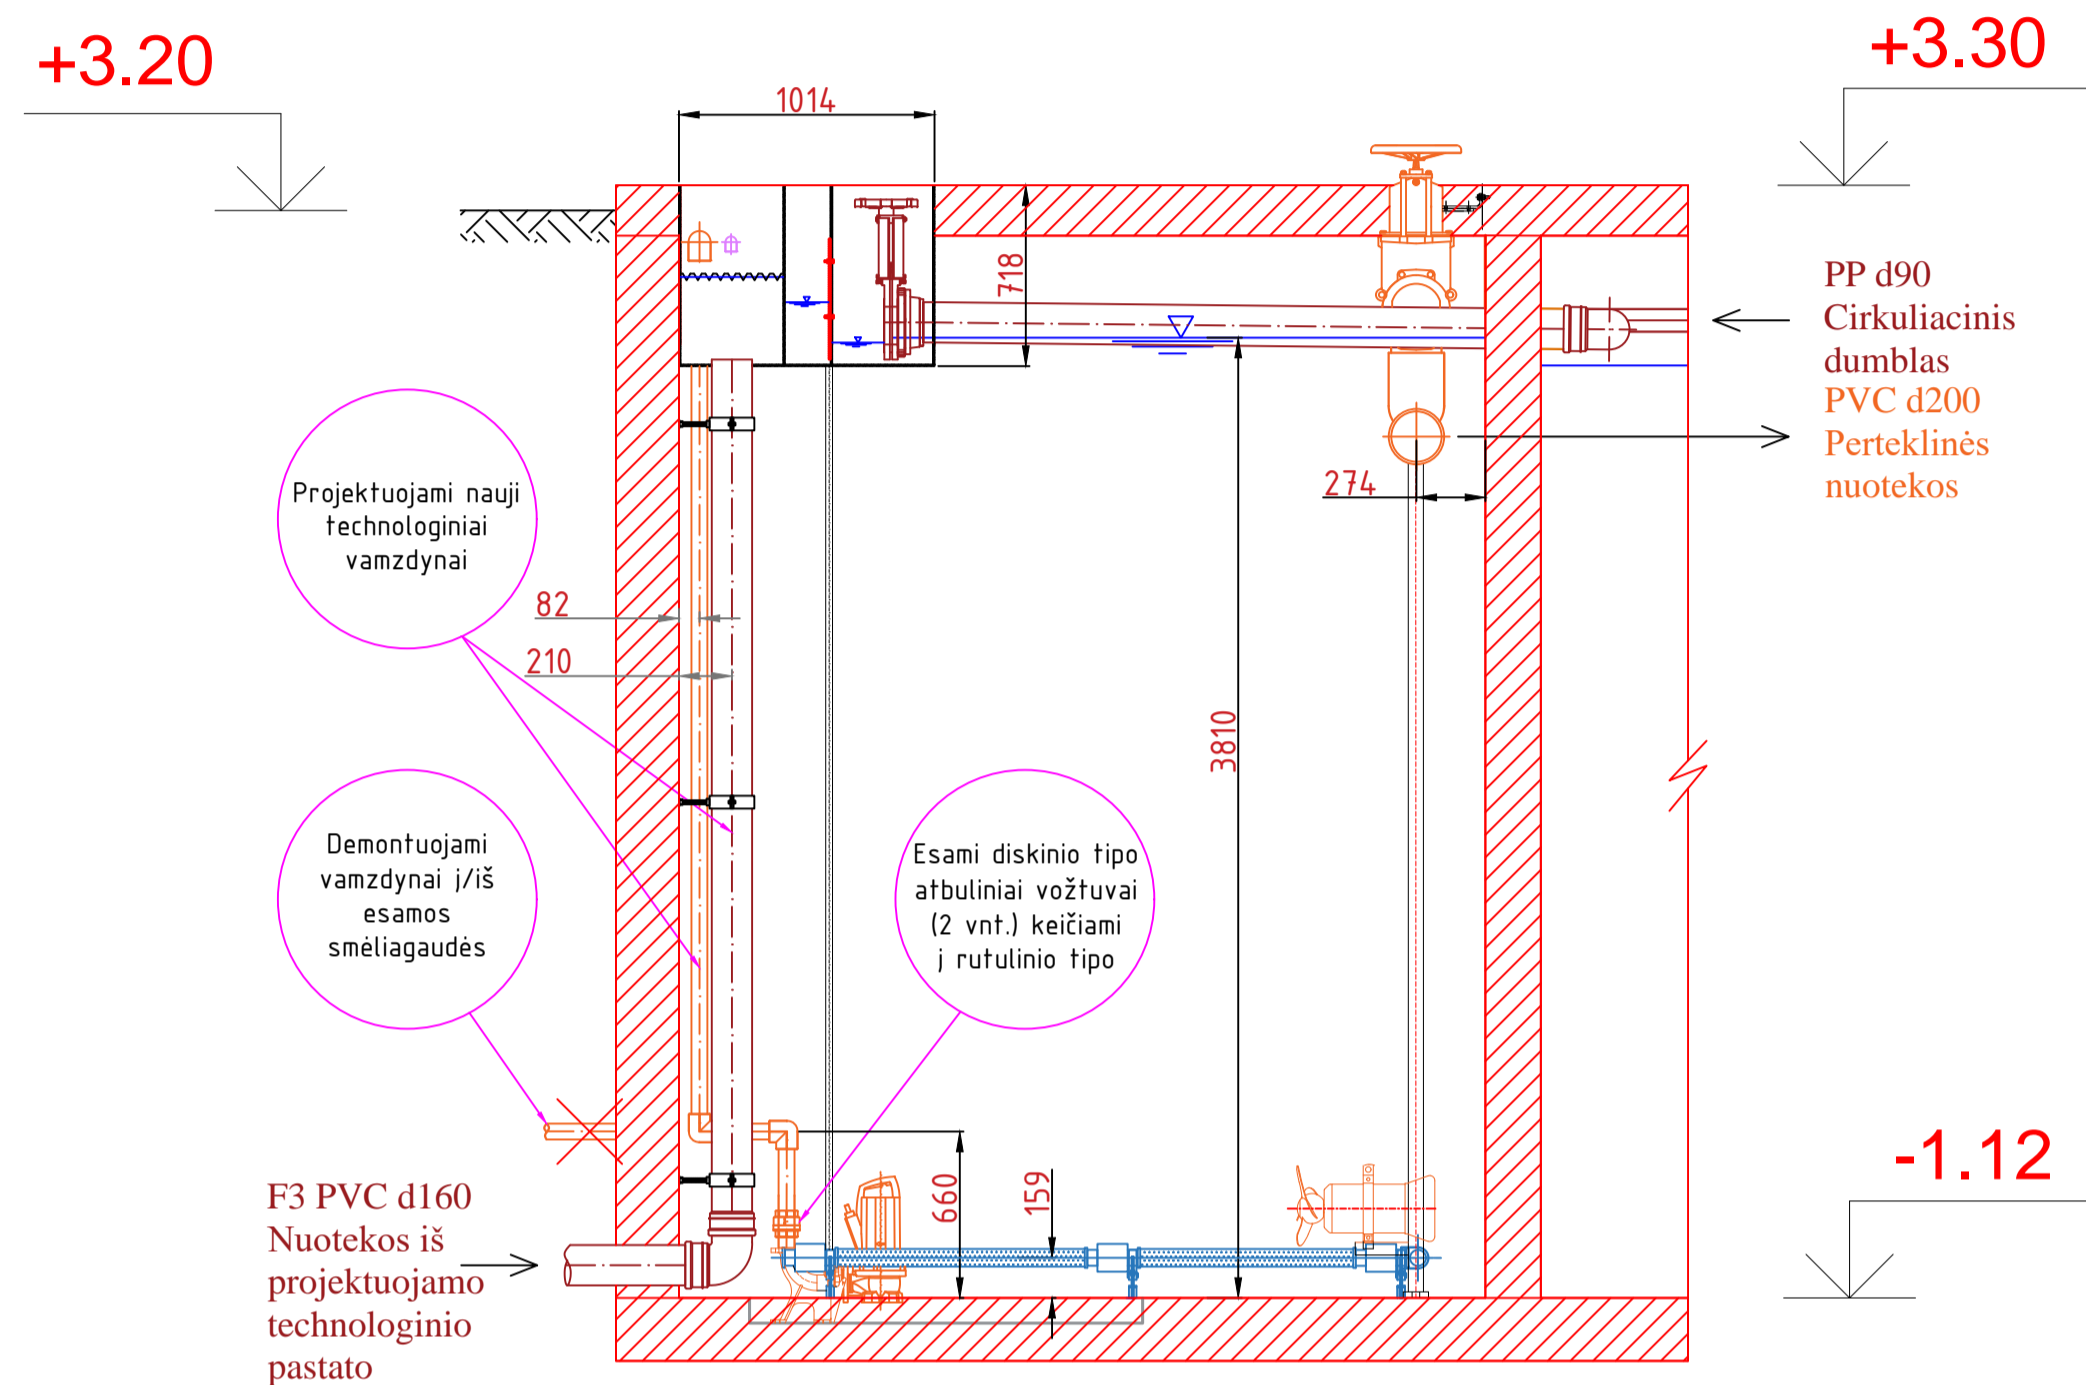 +3.20
+3.30
1014
718
PP d90
Cirkuliacinis
dumblas
PVC d200
Perteklinės
nuotekos
274
Projektuojami nauji
technologiniai
vamzdynai
82
210
3810
Demontuojami
vamzdynai į/iš
esamos
smėliagaudės
Esami diskinio tipo
atbuliniai vožtuvai
(2 vnt.) keičiami
į rutulinio tipo
660
159
-1.12
F3 PVC d160
Nuotekos iš
projektuojamo
technologinio
pastato